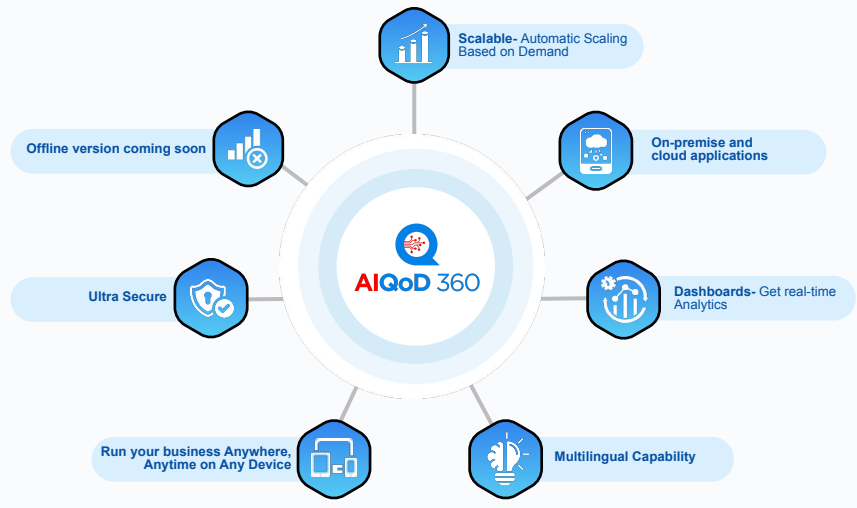 Scalable- Automatic Scaling
Based on Demand
Offline version coming soon
On-premise and
cloud applications
AIQoD 360
Ultra Secure
Dashboards- Get real-time
Analytics
Run your business Anywhere,
Anytime on Any Device
Multilingual Capability